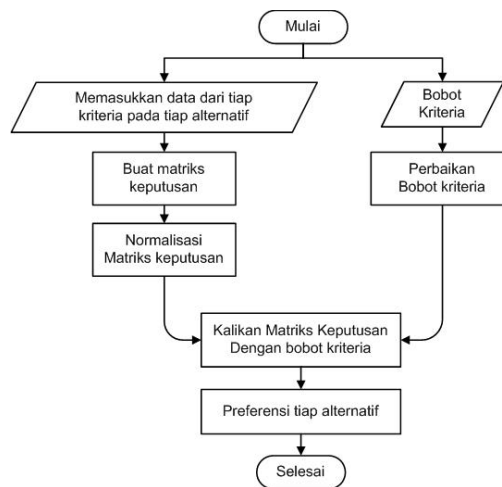 Mulai
Memasukkan data dari tiap
kriteria pada tiap alternatif
Bobot
Kriteria
Buat matriks
keputusan
Perbaikan
Bobot kriteria
Normalisasi
Matriks keputusan
Kalikan Matriks Keputusan
Dengan bobot kriteria
Preferensi tiap alternatif
Selesai